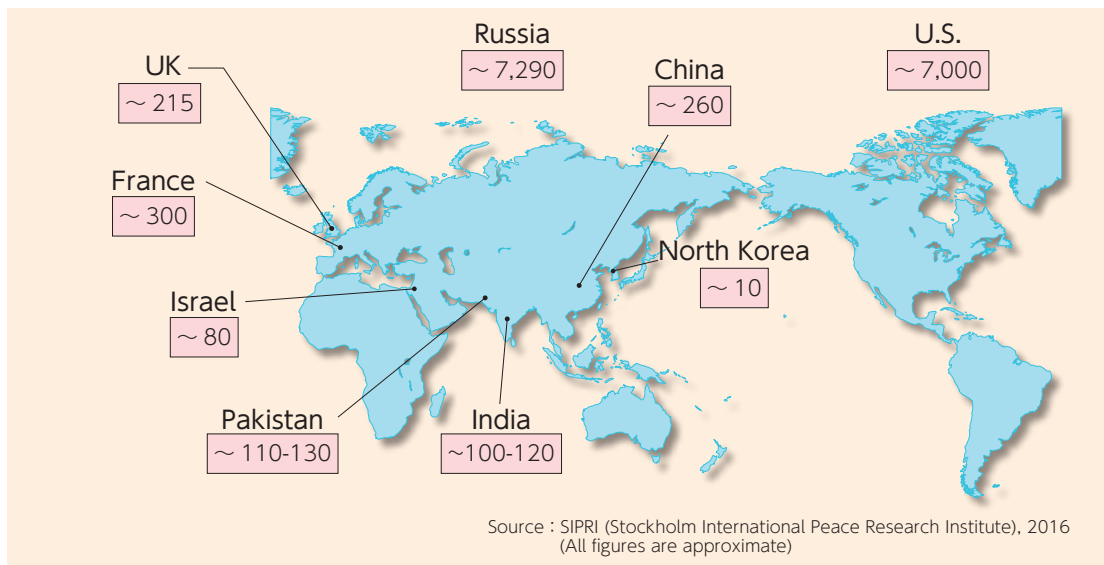 Russia
～ 7,290
U.S.
～ 7,000
UK
～ 215
China
～ 260
France
～ 300
North Korea
～ 10
Israel
～ 80
Pakistan
～ 110-130
India
~100-120
Source : SIPRI (Stockholm International Peace Research Institute), 2016
(All figures are approximate)